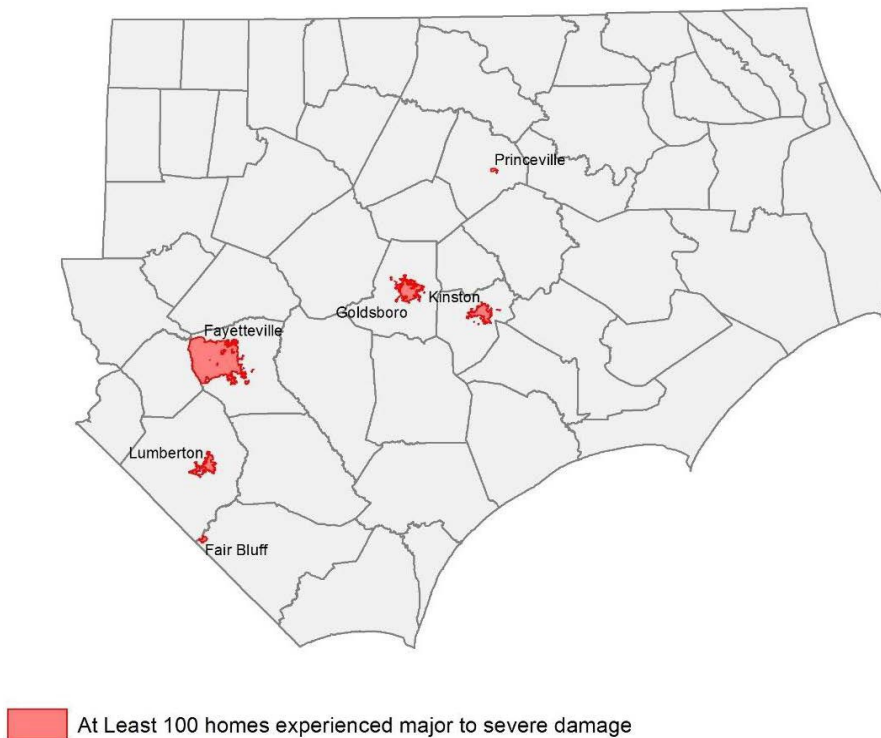 Princeville
Kinston
Goldsboro
Fayetteville
Lumberton
Fair Bluff
At Least 100 homes experienced major to severe damage